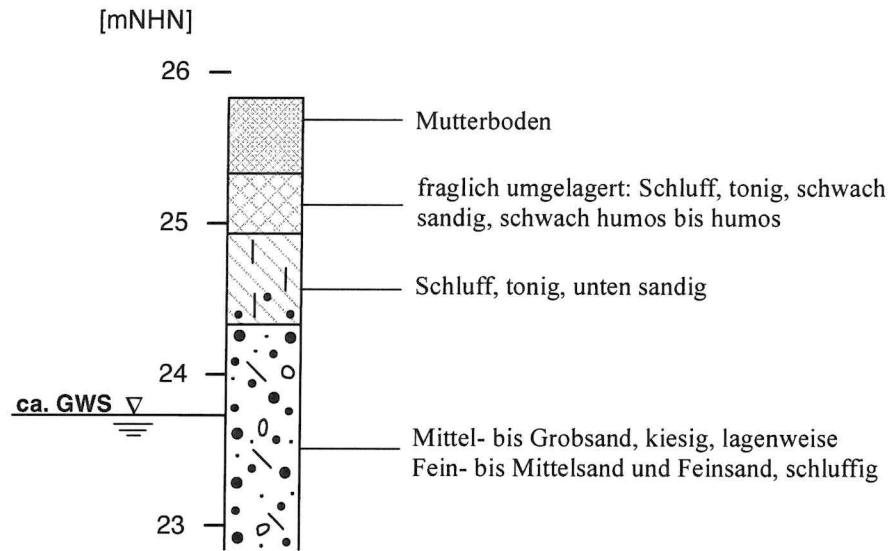 [mNHN]
26
Mutterboden
fraglich umgelagert: Schluff, tonig, schwach
sandig, schwach humos bis humos
25
Schluff, tonig, unten sandig
24
ca. GWS
Mittel- bis Grobsand, kiesig, lagenweise
Fein- bis Mittelsand und Feinsand, schluffig
23